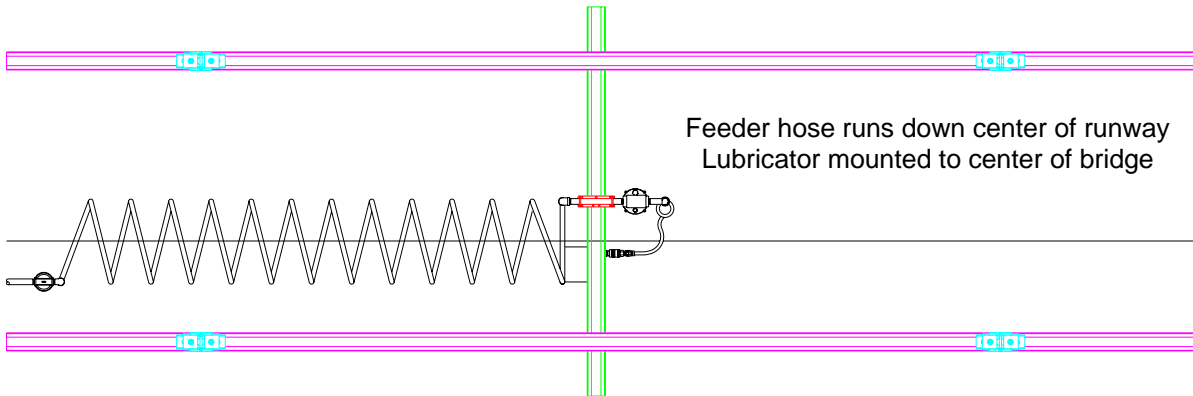 Feeder hose runs down center of runway
Lubricator mounted to center of bridge